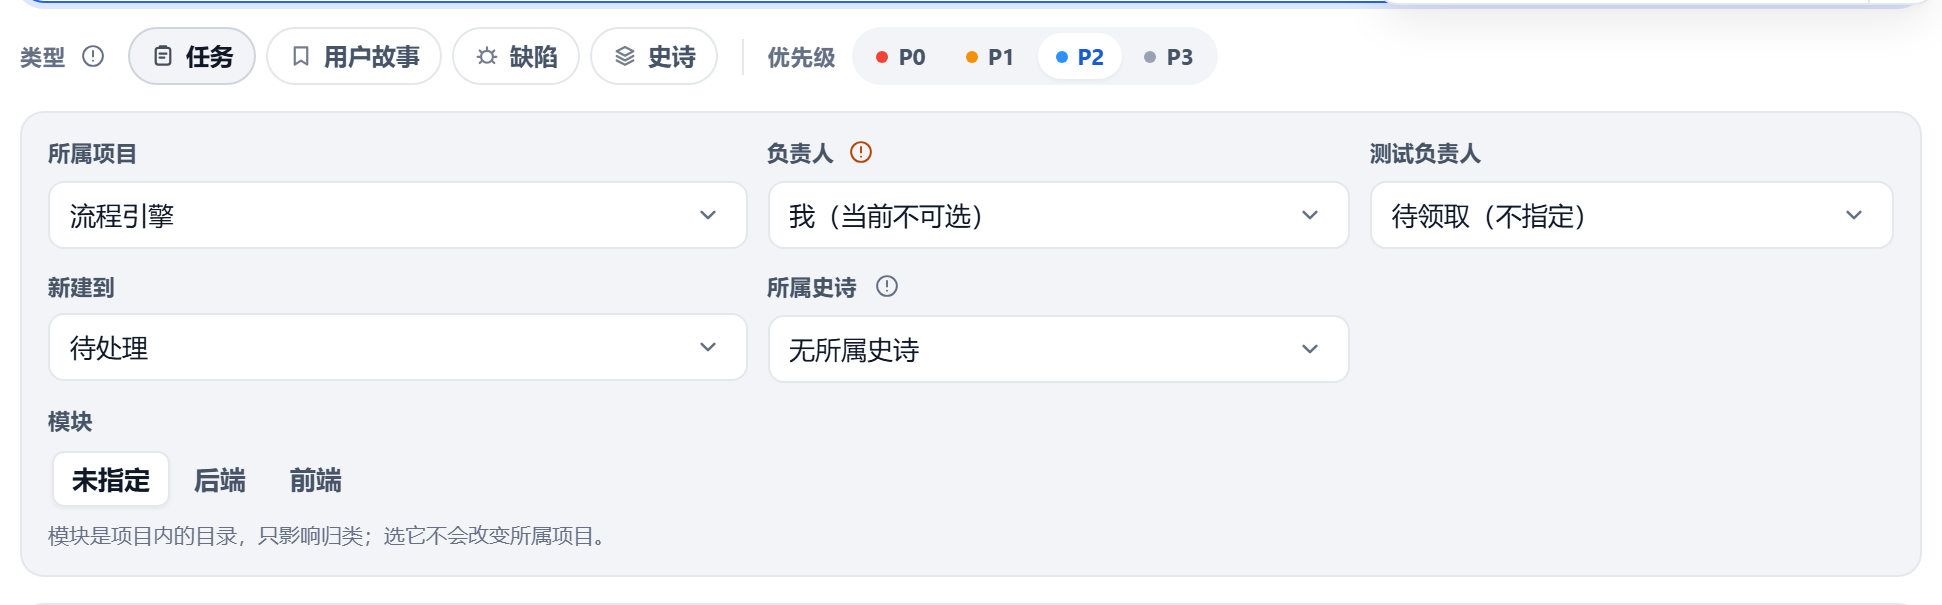 类型 任务 用户故事 缺陷 史诗 优先级 P0 P1 P2 P3
所属项目 负责人 测试负责人
流程引擎 我（当前不可选） 待领取（不指定）
新建到 所属史诗
待处理 无所属史诗
模块
未指定 后端 前端
模块是项目内的目录，只影响归类；选它不会改变所属项目。